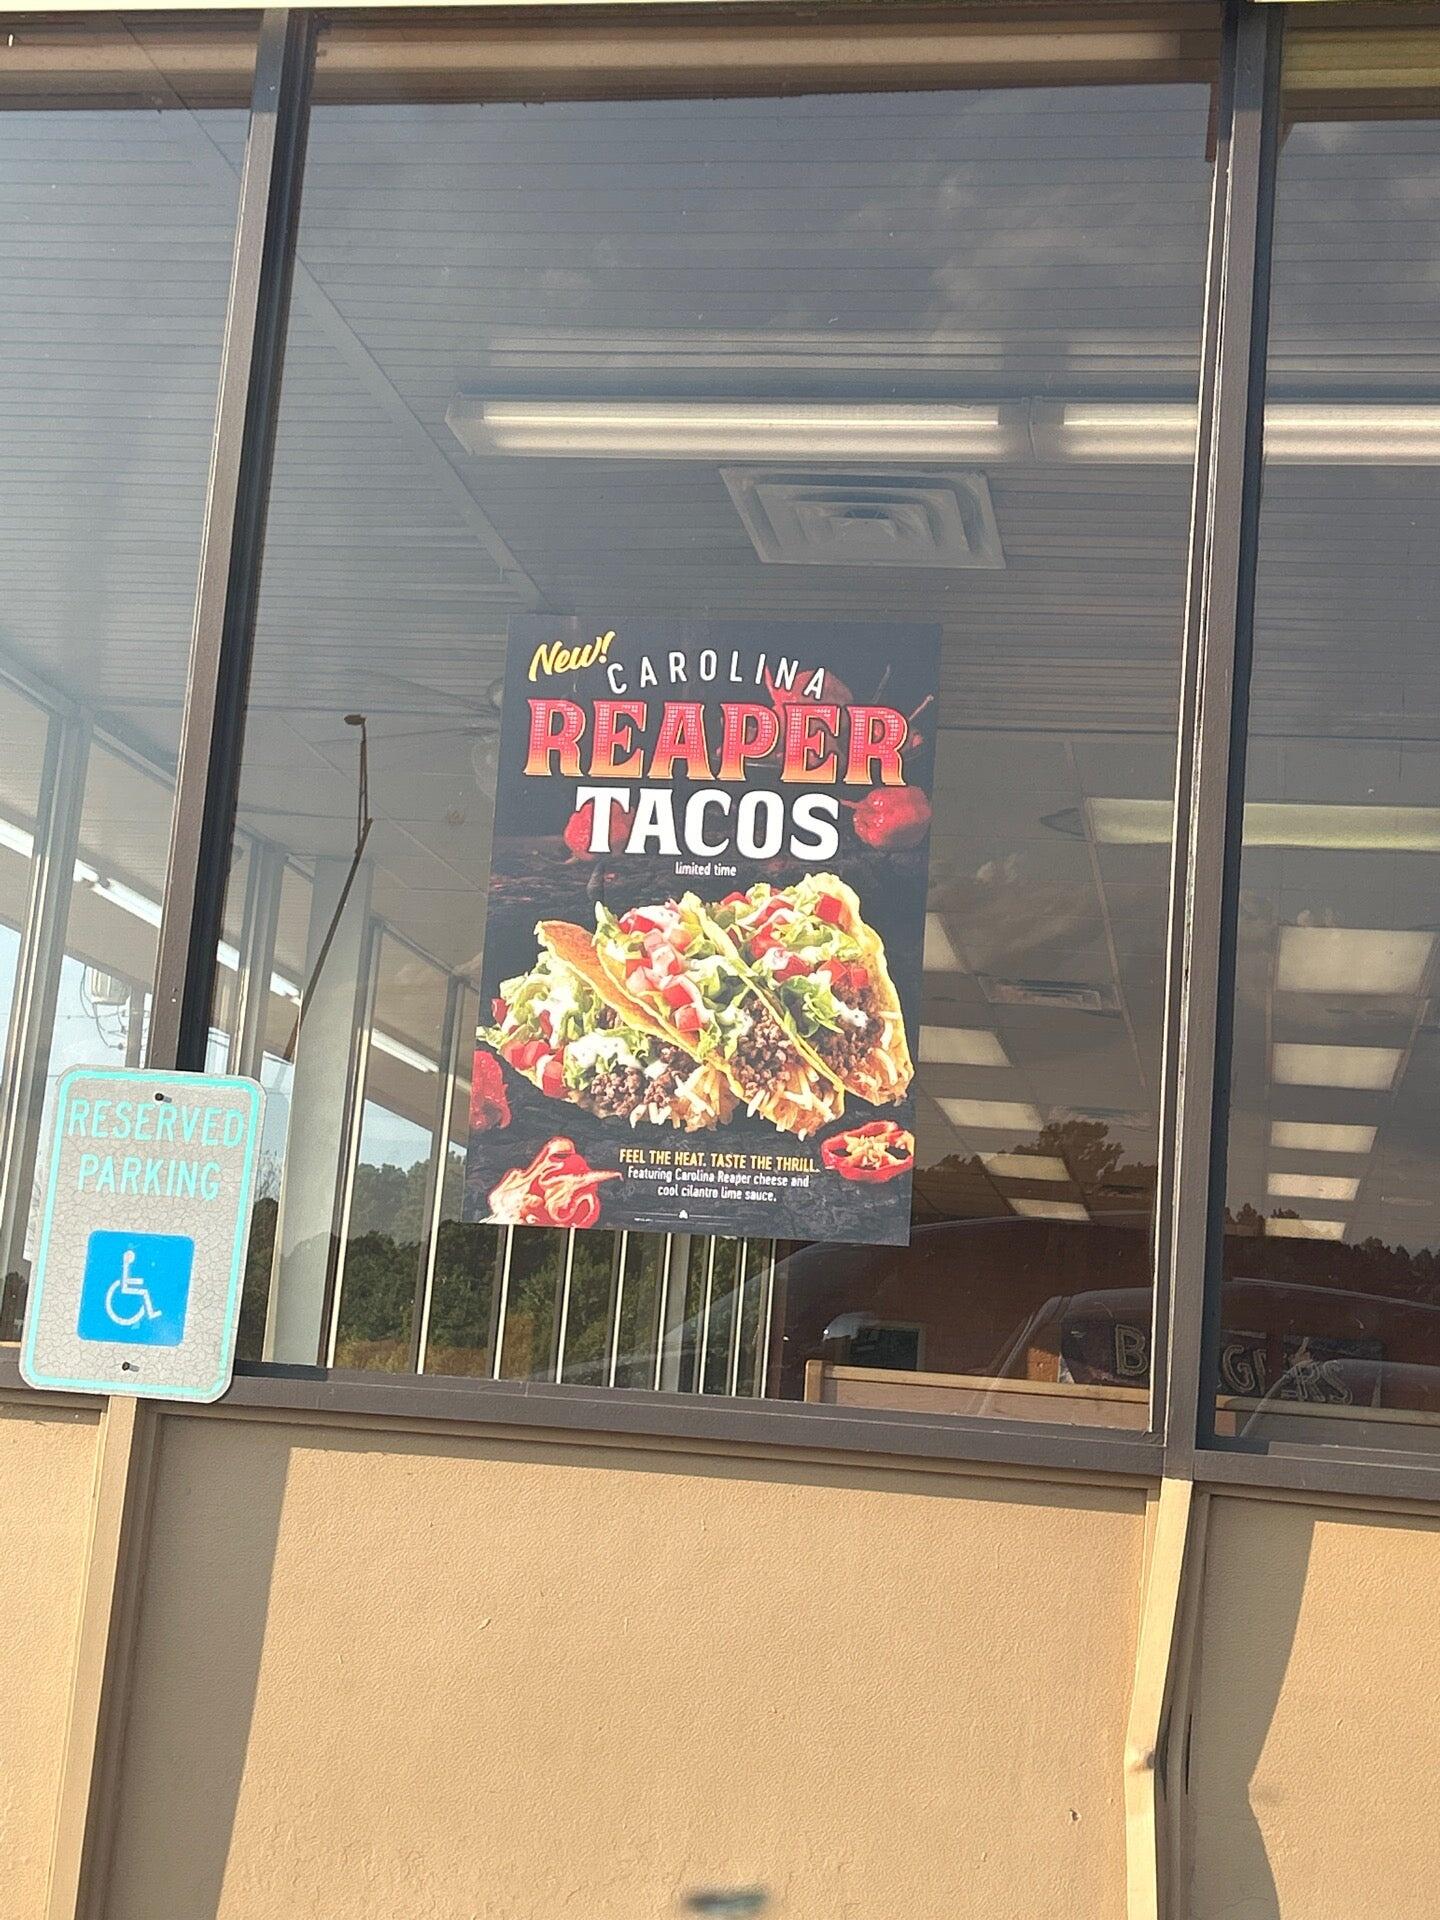 New!
CAROLINA
REAPER
TACOS
limited time
FEEL THE HEAT. TASTE THE THRILL.
Featuring Carolina Reaper cheese and
cool cilantro lime sauce.
RESERVED
PARKING